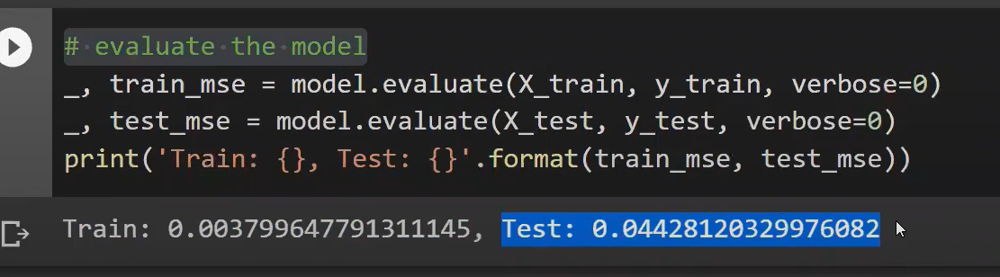 # evaluate the model
_, train_mse = model.evaluate(X_train, y_train, verbose=0)
_, test_mse = model.evaluate(X_test, y_test, verbose=0)
print('Train: {}, Test: {}'.format(train_mse, test_mse))
Train: 0.003799647791311145, Test: 0.04428120329976082